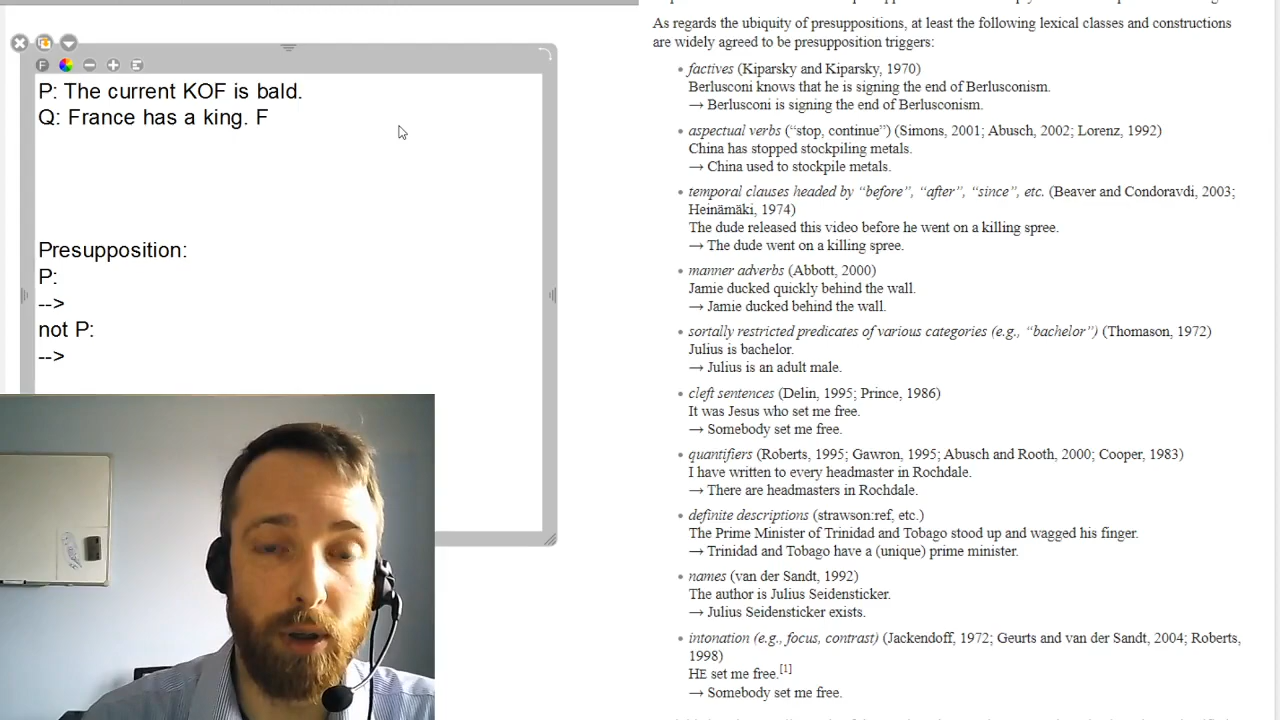 P: The current KOF is bald.
Q: France has a king. F
Presupposition:
P:
-->
not P:
-->
As regards the ubiquity of presuppositions, at least the following lexical classes and constructions
are widely agreed to be presupposition triggers:
• factives (Kiparsky and Kiparsky, 1970)
Berlusconi knows that he is signing the end of Berlusconism.
→ Berlusconi is signing the end of Berlusconism.
• aspectual verbs (“stop, continue”) (Simons, 2001; Abusch, 2002; Lorenz, 1992)
China has stopped stockpiling metals.
→ China used to stockpile metals.
• temporal clauses headed by “before”, “after”, “since”, etc. (Beaver and Condoravdi, 2003;
Heinämäki, 1974)
The dude released this video before he went on a killing spree.
→ The dude went on a killing spree.
• manner adverbs (Abbott, 2000)
Jamie ducked quickly behind the wall.
→ Jamie ducked behind the wall.
• sortally restricted predicates of various categories (e.g., “bachelor”) (Thomason, 1972)
Julius is bachelor.
→ Julius is an adult male.
• cleft sentences (Delin, 1995; Prince, 1986)
It was Jesus who set me free.
→ Somebody set me free.
• quantifiers (Roberts, 1995; Gawron, 1995; Abusch and Rooth, 2000; Cooper, 1983)
I have written to every headmaster in Rochdale.
→ There are headmasters in Rochdale.
• definite descriptions (strawson:ref, etc.)
The Prime Minister of Trinidad and Tobago stood up and wagged his finger.
→ Trinidad and Tobago have a (unique) prime minister.
• names (van der Sandt, 1992)
The author is Julius Seidensticker.
→ Julius Seidensticker exists.
• intonation (e.g., focus, contrast) (Jackendoff, 1972; Geurts and van der Sandt, 2004; Roberts,
1998)
HE set me free.[1]
→ Somebody set me free.